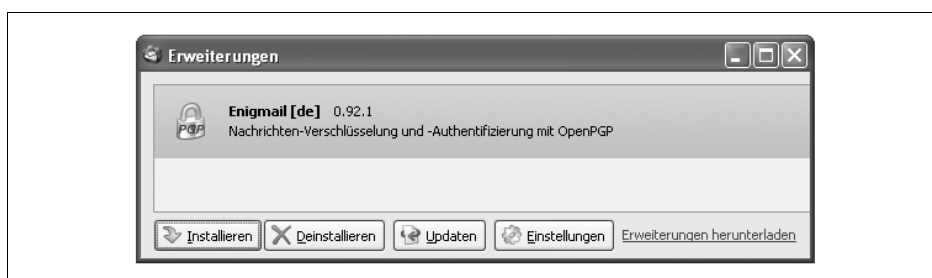 Erweiterungen
Enigmail [de] 0.92.1
PGP
Nachrichten-Verschlüsselung und -Authentifizierung mit OpenPGP
Installieren Deinstallieren Updaten Einstellungen Erweiterungen herunterladen